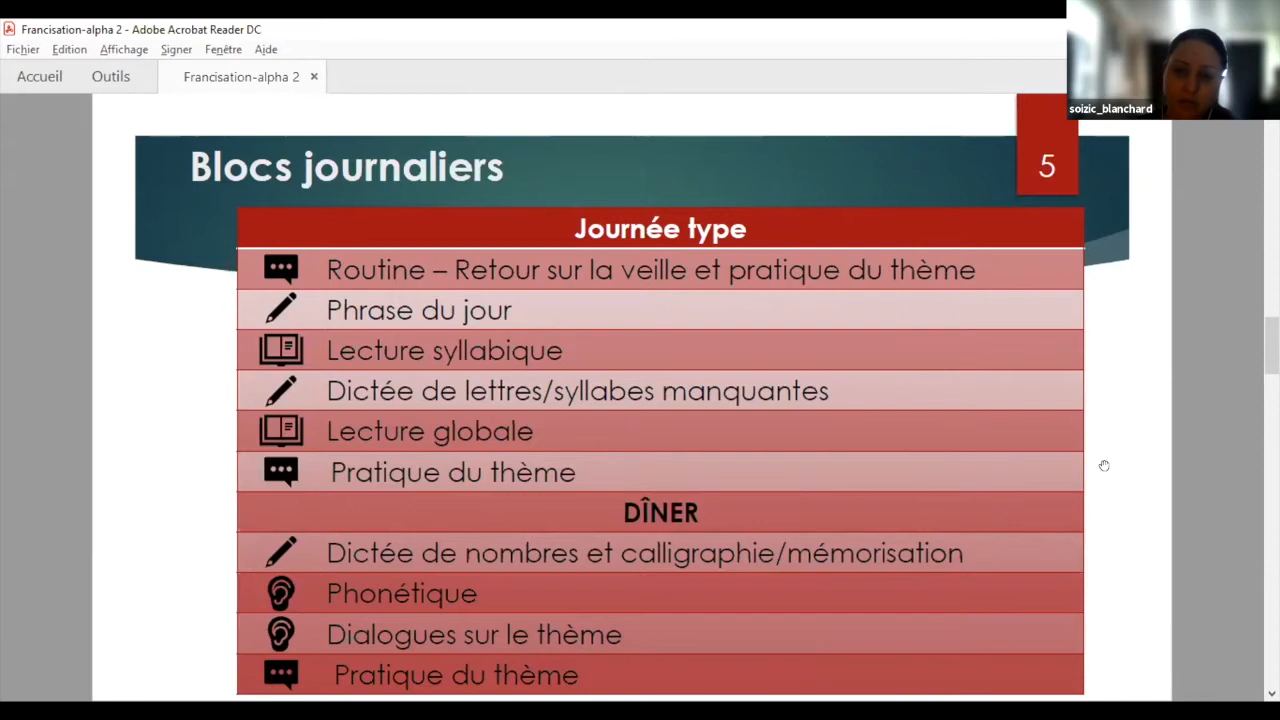 Francisation-alpha 2 - Adobe Acrobat Reader DC
Fichier Edition Affichage Signer Fenêtre Aide
Accueil Outils Francisation-alpha 2 ×
soizic_blanchard
Blocs journaliers
5
Journée type
Routine – Retour sur la veille et pratique du thème
Phrase du jour
Lecture syllabique
Dictée de lettres/syllabes manquantes
Lecture globale
Pratique du thème
DÎNER
Dictée de nombres et calligraphie/mémorisation
Phonétique
Dialogues sur le thème
Pratique du thème